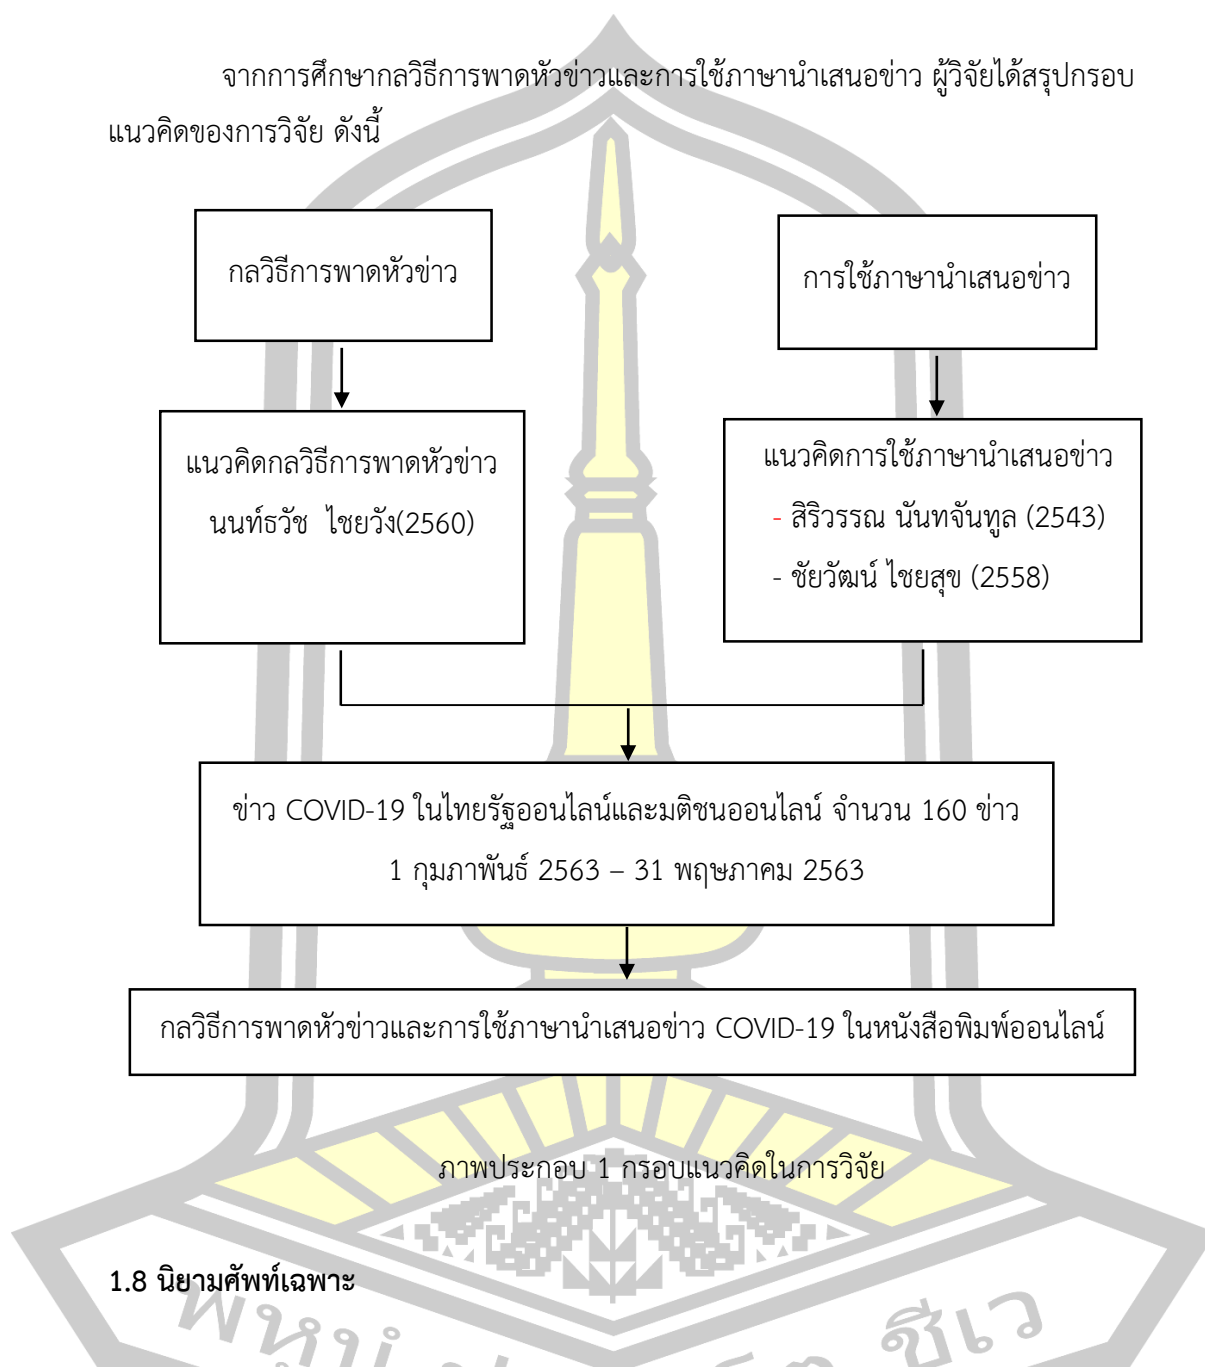 จากการศึกษากลวิธีการพาดหัวข่าวและการใช้ภาษานำเสนอข่าว ผู้วิจัยได้สรุปกรอบ
แนวคิดของการวิจัย ดังนี้
กลวิธีการพาดหัวข่าว
การใช้ภาษานำเสนอข่าว
แนวคิดกลวิธีการพาดหัวข่าว
นนท์ธวัช ไชยวัง(2560)
แนวคิดการใช้ภาษานำเสนอข่าว
- สิริวรรณ นันทจันทูล (2543)
- ชัยวัฒน์ ไชยสุข (2558)
ข่าว COVID-19 ในไทยรัฐออนไลน์และมติชนออนไลน์ จำนวน 160 ข่าว
1 กุมภาพันธ์ 2563 – 31 พฤษภาคม 2563
กลวิธีการพาดหัวข่าวและการใช้ภาษานำเสนอข่าว COVID-19 ในหนังสือพิมพ์ออนไลน์
ภาพประกอบ 1 กรอบแนวคิดในการวิจัย
1.8 นิยามศัพท์เฉพาะ
พหูนํ
ชีเว